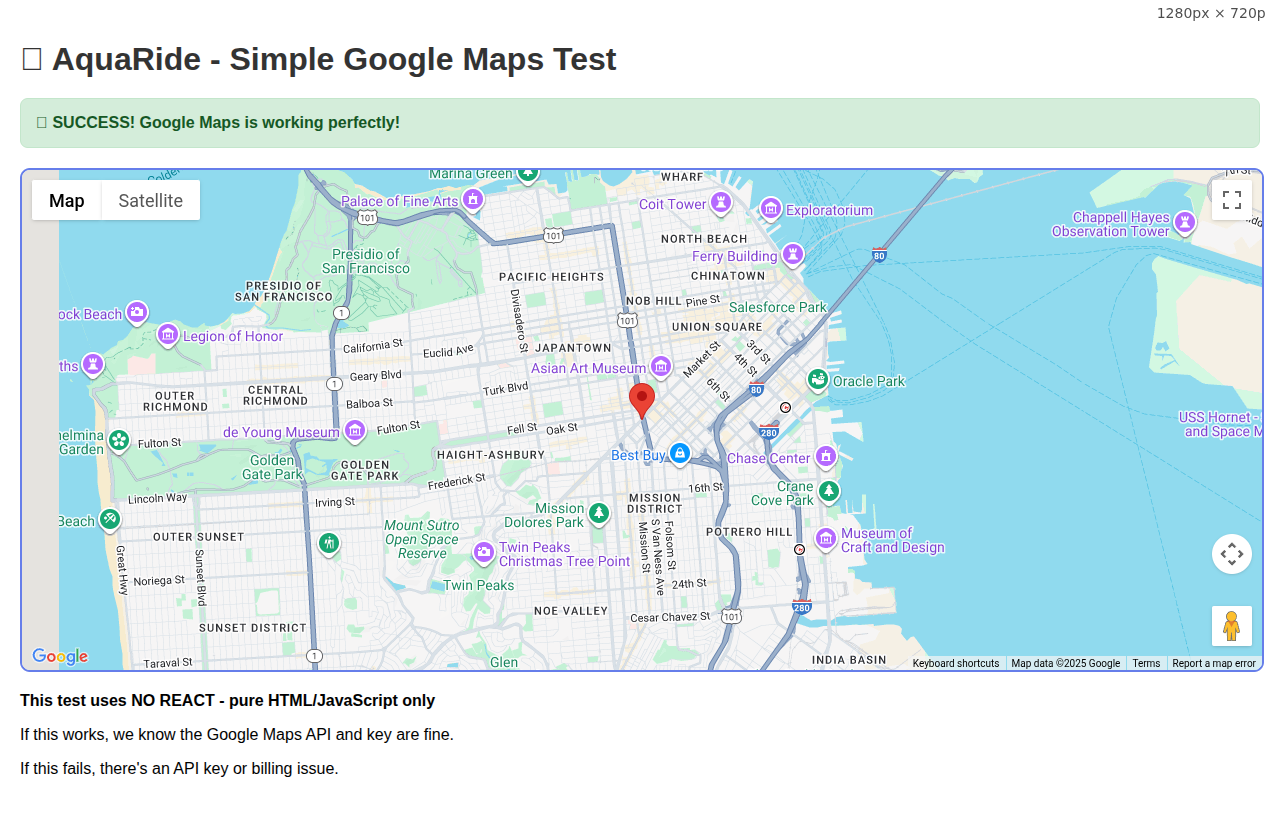 1280px × 720p
AquaRide - Simple Google Maps Test
SUCCESS! Google Maps is working perfectly!
Map
Satellite
Marina Green
Palace of Fine Arts
101
101
WHARF
Coit Tower
Exploratorium
Chappell Hayes
Observation Tower
NORTH BEACH
Ferry Building
80
Presidio of
San Francisco
PACIFIC HEIGHTS
CHINATOWN
PRESIDIO OF
SAN FRANCISCO
NOB HILL
Pine St
Salesforce Park
1
101
UNION SQUARE
ock Beach
Legion of Honor
Divisadero St
California St
Euclid Ave
JAPANTOWN
Market St
3rd St
4th St
6th St
ths
Asian Art Museum
Geary Blvd
1
Turk Blvd
80
Oracle Park
OUTER
RICHMOND
CENTRAL
RICHMOND
Balboa St
USS Hornet -
and Space M
de Young Museum
Fulton St
Fulton St
Fell St
Oak St
280
helmina
Garden
Golden
Gate Park
GOLDEN
GATE PARK
HAIGHT-ASHBURY
Best Buy
Chase Center
Frederick St
16th St
Crane
Cove Park
Lincoln Way
Irving St
MISSION
DISTRICT
Mission
Dolores Park
Beach
OUTER SUNSET
Mount Sutro
Open Space
Reserve
POTRERO HILL
Museum of
Craft and Design
Twin Peaks
Christmas Tree Point
Great Hwy
Sunset Blvd
Mission St
S Van Ness Ave
Folsom St
Noriega St
Twin Peaks
24th St
NOE VALLEY
Cesar Chavez St
101
280
SUNSET DISTRICT
1
Taraval St
Glen
INDIA BASIN
Google
Keyboard shortcuts
Map data ©2025 Google
Terms
Report a map error
This test uses NO REACT - pure HTML/JavaScript only
If this works, we know the Google Maps API and key are fine.
If this fails, there's an API key or billing issue.